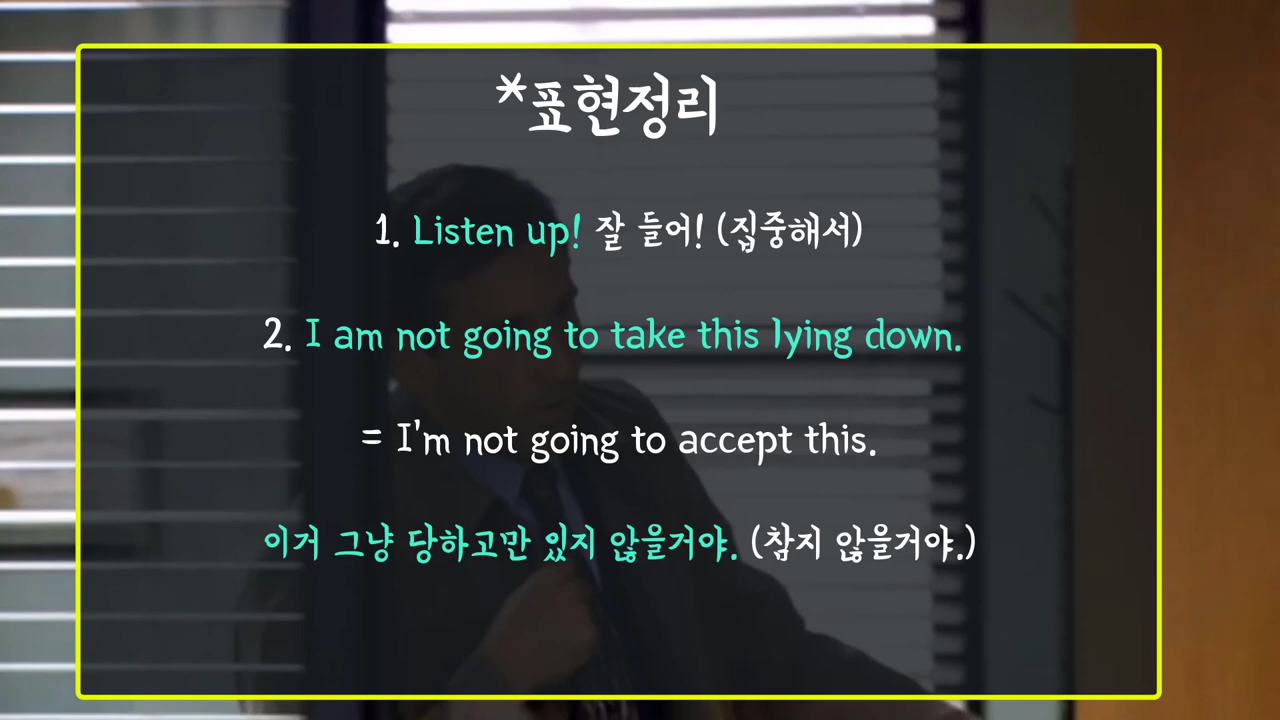 *표현정리
1. Listen up! 잘 들어! (집중해서)
2. I am not going to take this lying down.
= I'm not going to accept this.
이거 그냥 당하고만 있지 않을거야. (참지 않을거야.)